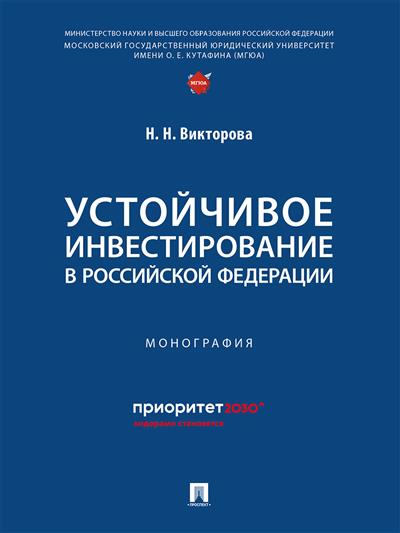 МИНИСТЕРСТВО НАУКИ И ВЫСШЕГО ОБРАЗОВАНИЯ РОССИЙСКОЙ ФЕДЕРАЦИИ
МОСКОВСКИЙ ГОСУДАРСТВЕННЫЙ ЮРИДИЧЕСКИЙ УНИВЕРСИТЕТ
ИМЕНИ О. Е. КУТАФИНА (МГЮА)
МГЮА
Н. Н. Викторова
УСТОЙЧИВОЕ
ИНВЕСТИРОВАНИЕ
В РОССИЙСКОЙ ФЕДЕРАЦИИ
МОНОГРАФИЯ
приоритет2030^
лидерами становятся
ПРОСПЕКТ